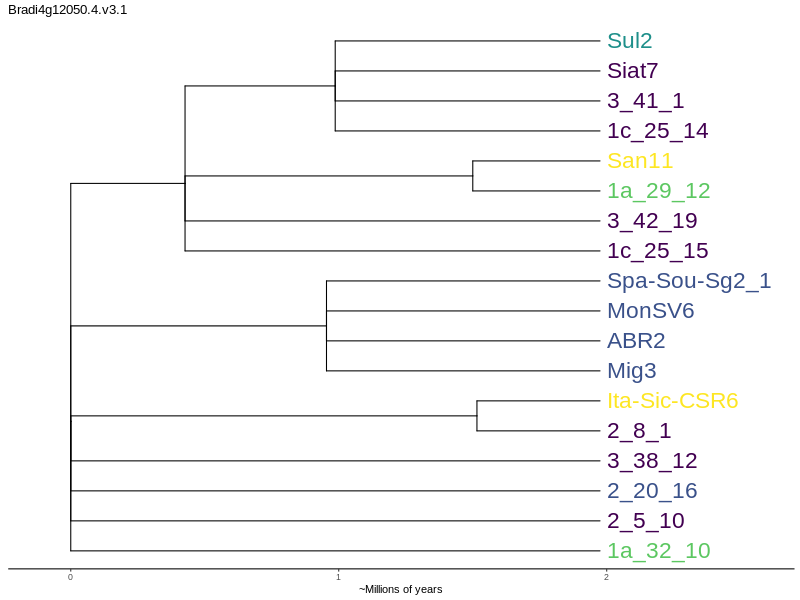 Bradi4g12050.4.v3.1
Sul2
Siat7
3_41_1
1c_25_14
San11
1a_29_12
3_42_19
1c_25_15
Spa-Sou-Sg2_1
MonSV6
ABR2
Mig3
Ita-Sic-CSR6
2_8_1
3_38_12
2_20_16
2_5_10
1a_32_10
0 1 2
~Millions of years